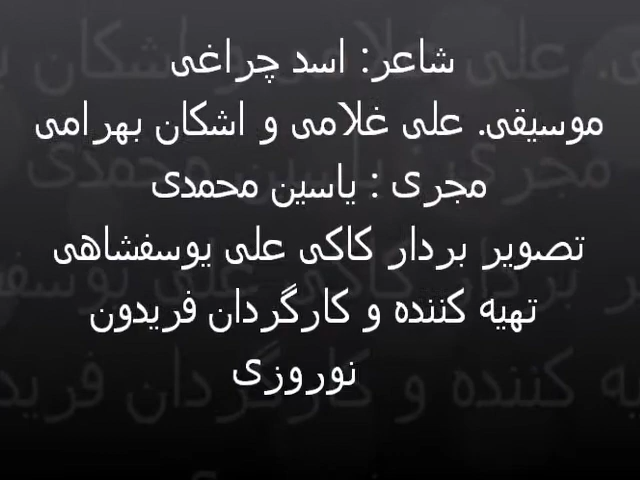 شاعر: اسد چراغی
موسیقی. علی غلامی و اشکان بهرامی
مجری : یاسین محمدی
تصویر بردار کاکی علی یوسفشاهی
تهیه کننده و کارگردان فریدون
نوروزی